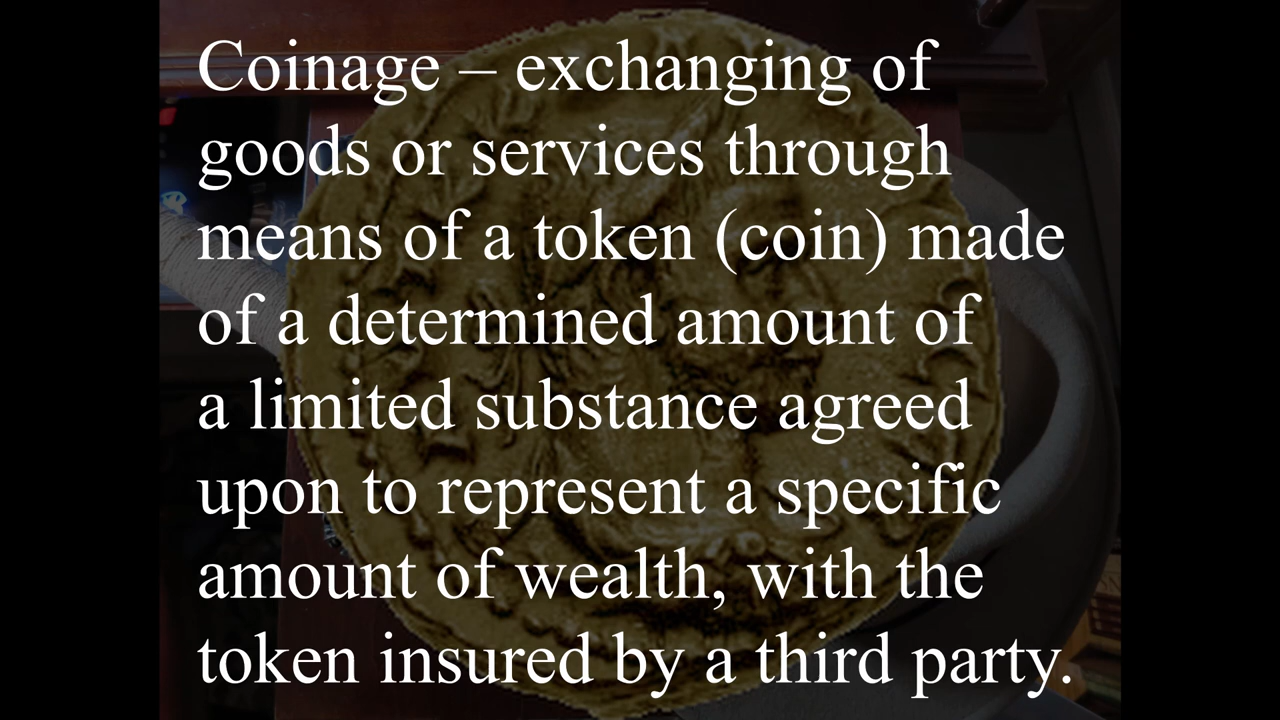 Coinage – exchanging of
goods or services through
means of a token (coin) made
of a determined amount of
a limited substance agreed
upon to represent a specific
amount of wealth, with the
token insured by a third party.